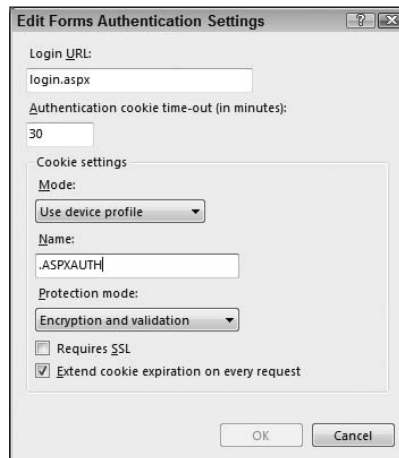 Edit Forms Authentication Settings
Login URL:
login.aspx
Authentication cookie time-out (in minutes):
30
Cookie settings
Mode:
Use device profile
Name:
.ASPXAUTH
Protection mode:
Encryption and validation
Requires SSL
Extend cookie expiration on every request
OK
Cancel